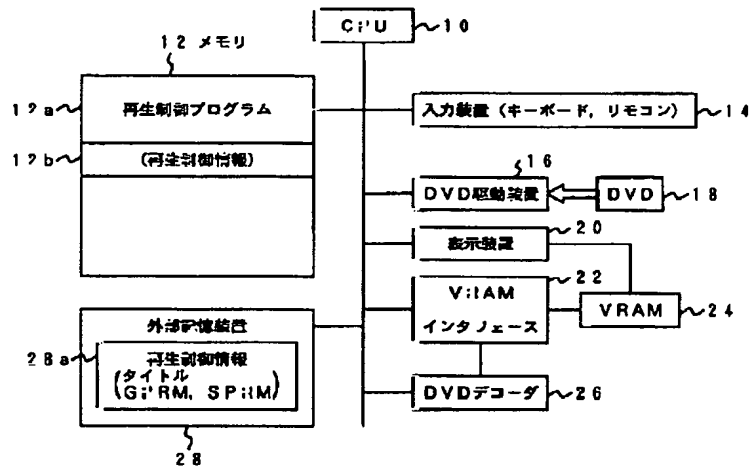 CPU
10
12 メモリ
12a
再生制御プログラム
入力装置(キーボード,リモコン)
14
12b
(再生制御情報)
16
DVD駆動装置
DVD
18
20
表示装置
22
VRAM
インタフェース
VRAM
24
外部記憶装置
28a
再生制御情報
(タイトル
GPRM, SPRM)
DVDデコーダ
26
28